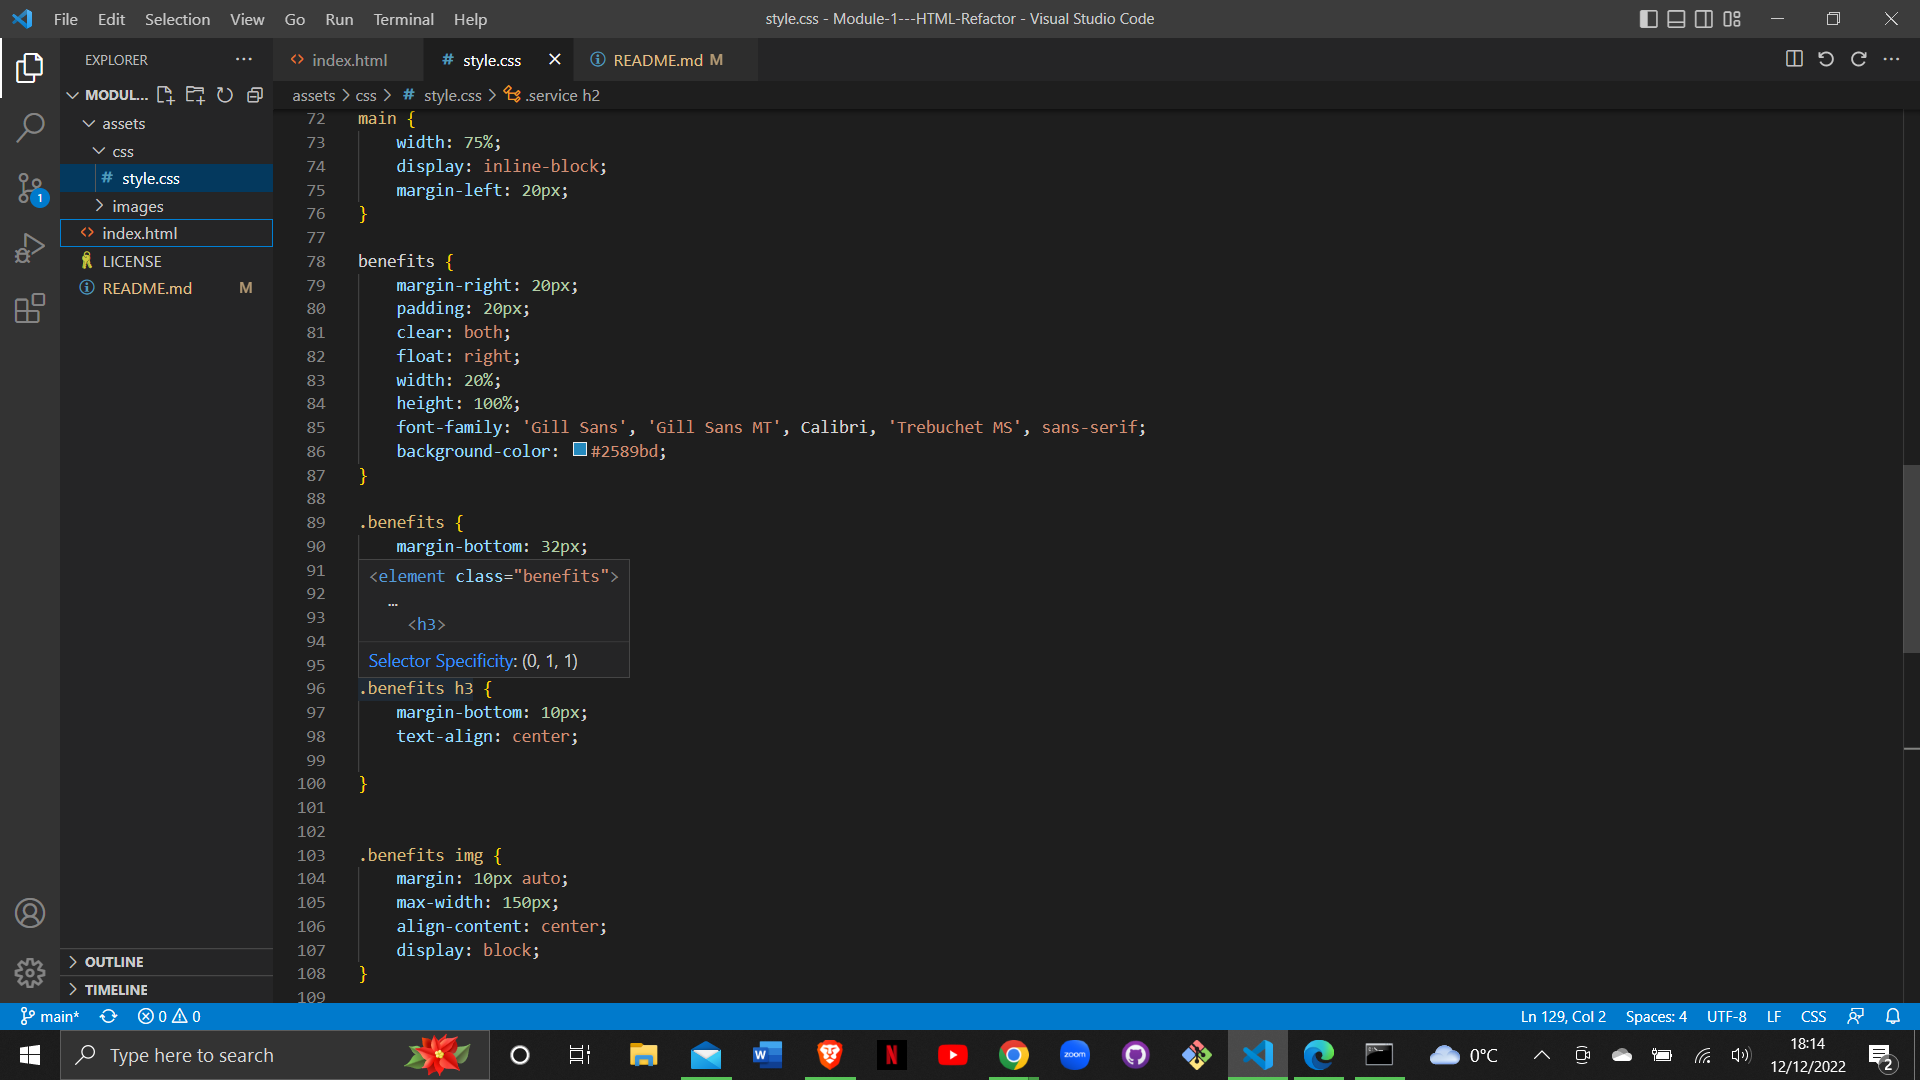 File Edit Selection View Go Run Terminal Help
style.css - Module-1---HTML-Refactor - Visual Studio Code
EXPLORER
MODUL...
assets
css
# style.css
images
index.html
LICENSE
README.md M
index.html
# style.css
README.md M
assets > css > # style.css > .service h2
72 main {
73 width: 75%;
74 display: inline-block;
75 margin-left: 20px;
76 }
77
78 benefits {
79 margin-right: 20px;
80 padding: 20px;
81 clear: both;
82 float: right;
83 width: 20%;
84 height: 100%;
85 font-family: 'Gill Sans', 'Gill Sans MT', Calibri, 'Trebuchet MS', sans-serif;
86 background-color: #2589bd;
87 }
88
89 .benefits {
90 margin-bottom: 32px;
91 <element class="benefits">
92 …
93 <h3>
94
95 Selector Specificity: (0, 1, 1)
96 .benefits h3 {
97 margin-bottom: 10px;
98 text-align: center;
99
100 }
101
102
103 .benefits img {
104 margin: 10px auto;
105 max-width: 150px;
106 align-content: center;
107 display: block;
108 }
109
OUTLINE
TIMELINE
1
main* 0 0
Ln 129, Col 2 Spaces: 4 UTF-8 LF CSS
Type here to search
W
N
zoom
0°C
18:14
12/12/2022
2